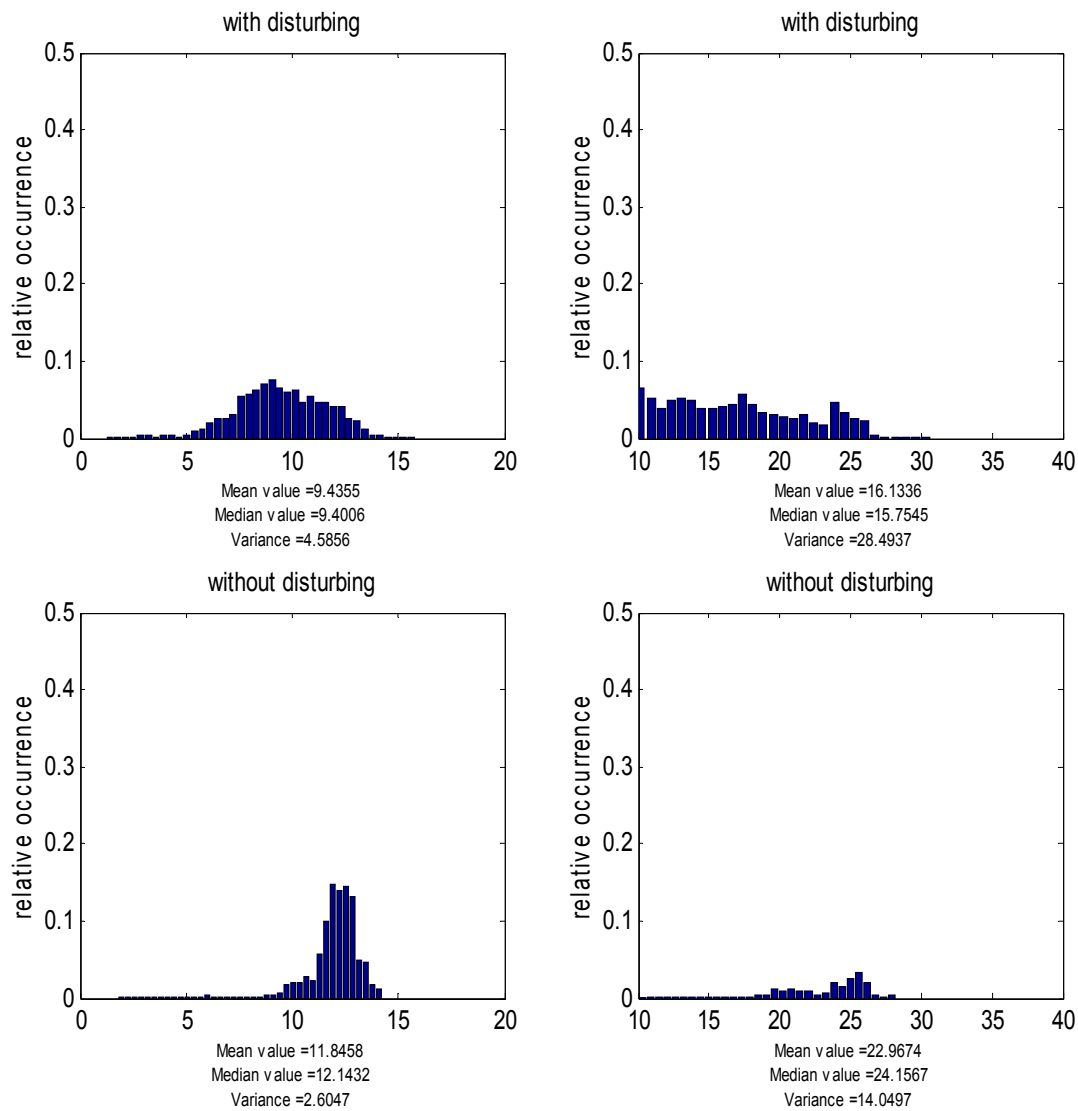 with disturbing
0.5
0.4
0.3
0.2
0.1
0
relative occurrence
0 5 10 15 20
Mean value =9.4355
Median value =9.4006
Variance =4.5856
with disturbing
0.5
0.4
0.3
0.2
0.1
0
relative occurrence
10 15 20 25 30 35 40
Mean value =16.1336
Median value =15.7545
Variance =28.4937
without disturbing
0.5
0.4
0.3
0.2
0.1
0
relative occurrence
0 5 10 15 20
Mean value =11.8458
Median value =12.1432
Variance =2.6047
without disturbing
0.5
0.4
0.3
0.2
0.1
0
relative occurrence
10 15 20 25 30 35 40
Mean value =22.9674
Median value =24.1567
Variance =14.0497